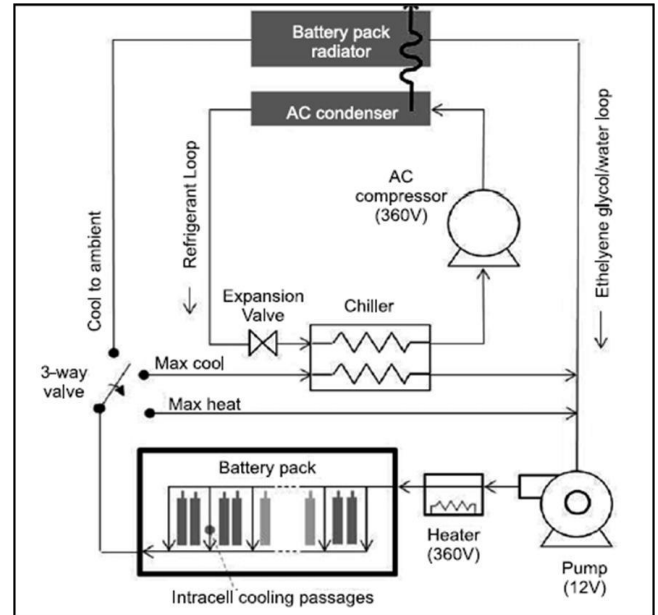 Battery pack
radiator
AC condenser
AC
compressor
(360V)
Refrigerant Loop
Ethelyene glycol/water loop
Cool to ambient
Expansion
Valve
Chiller
3-way
valve
Max cool
Max heat
Battery pack
Heater
(360V)
Pump
(12V)
Intracell cooling passages